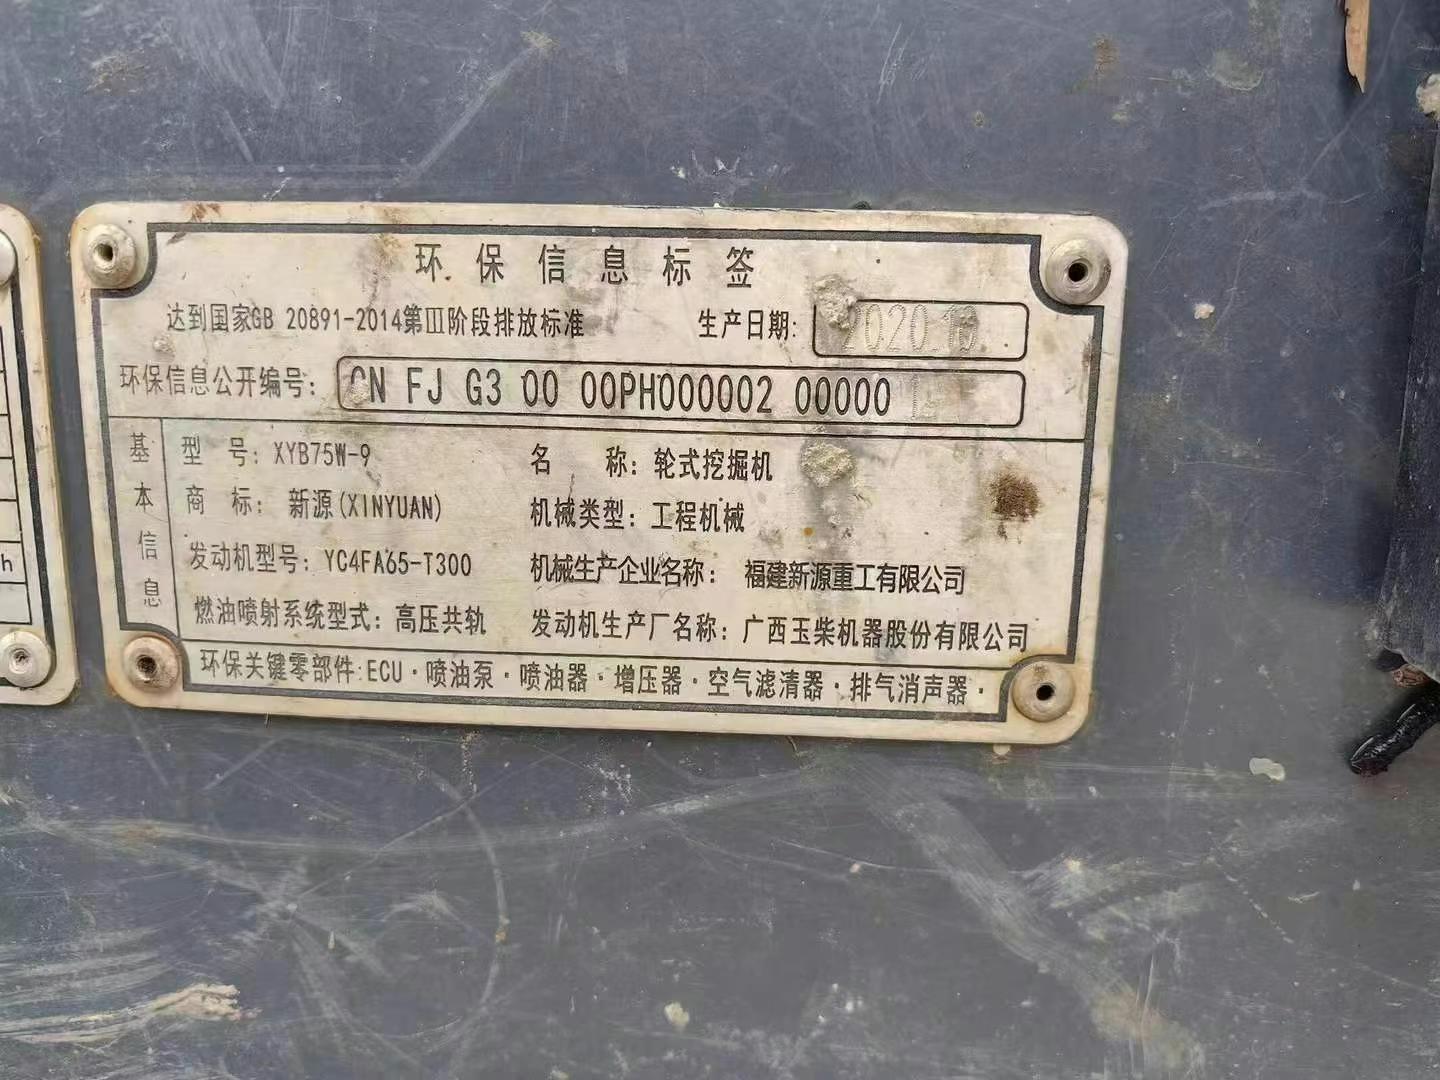 环保信息标签
达到国家GB 20891-2014第Ⅲ阶段排放标准 生产日期: 2020.10
环保信息公开编号: CN FJ G3 00 00PH000002 00000
基本信息
型号: XYB75W-9 名称: 轮式挖掘机
商标: 新源(XINYUAN) 机械类型: 工程机械
发动机型号: YC4FA65-T300 机械生产企业名称: 福建新源重工有限公司
燃油喷射系统型式: 高压共轨 发动机生产厂名称: 广西玉柴机器股份有限公司
环保关键零部件:ECU·喷油泵·喷油器·增压器·空气滤清器·排气消声器·
h